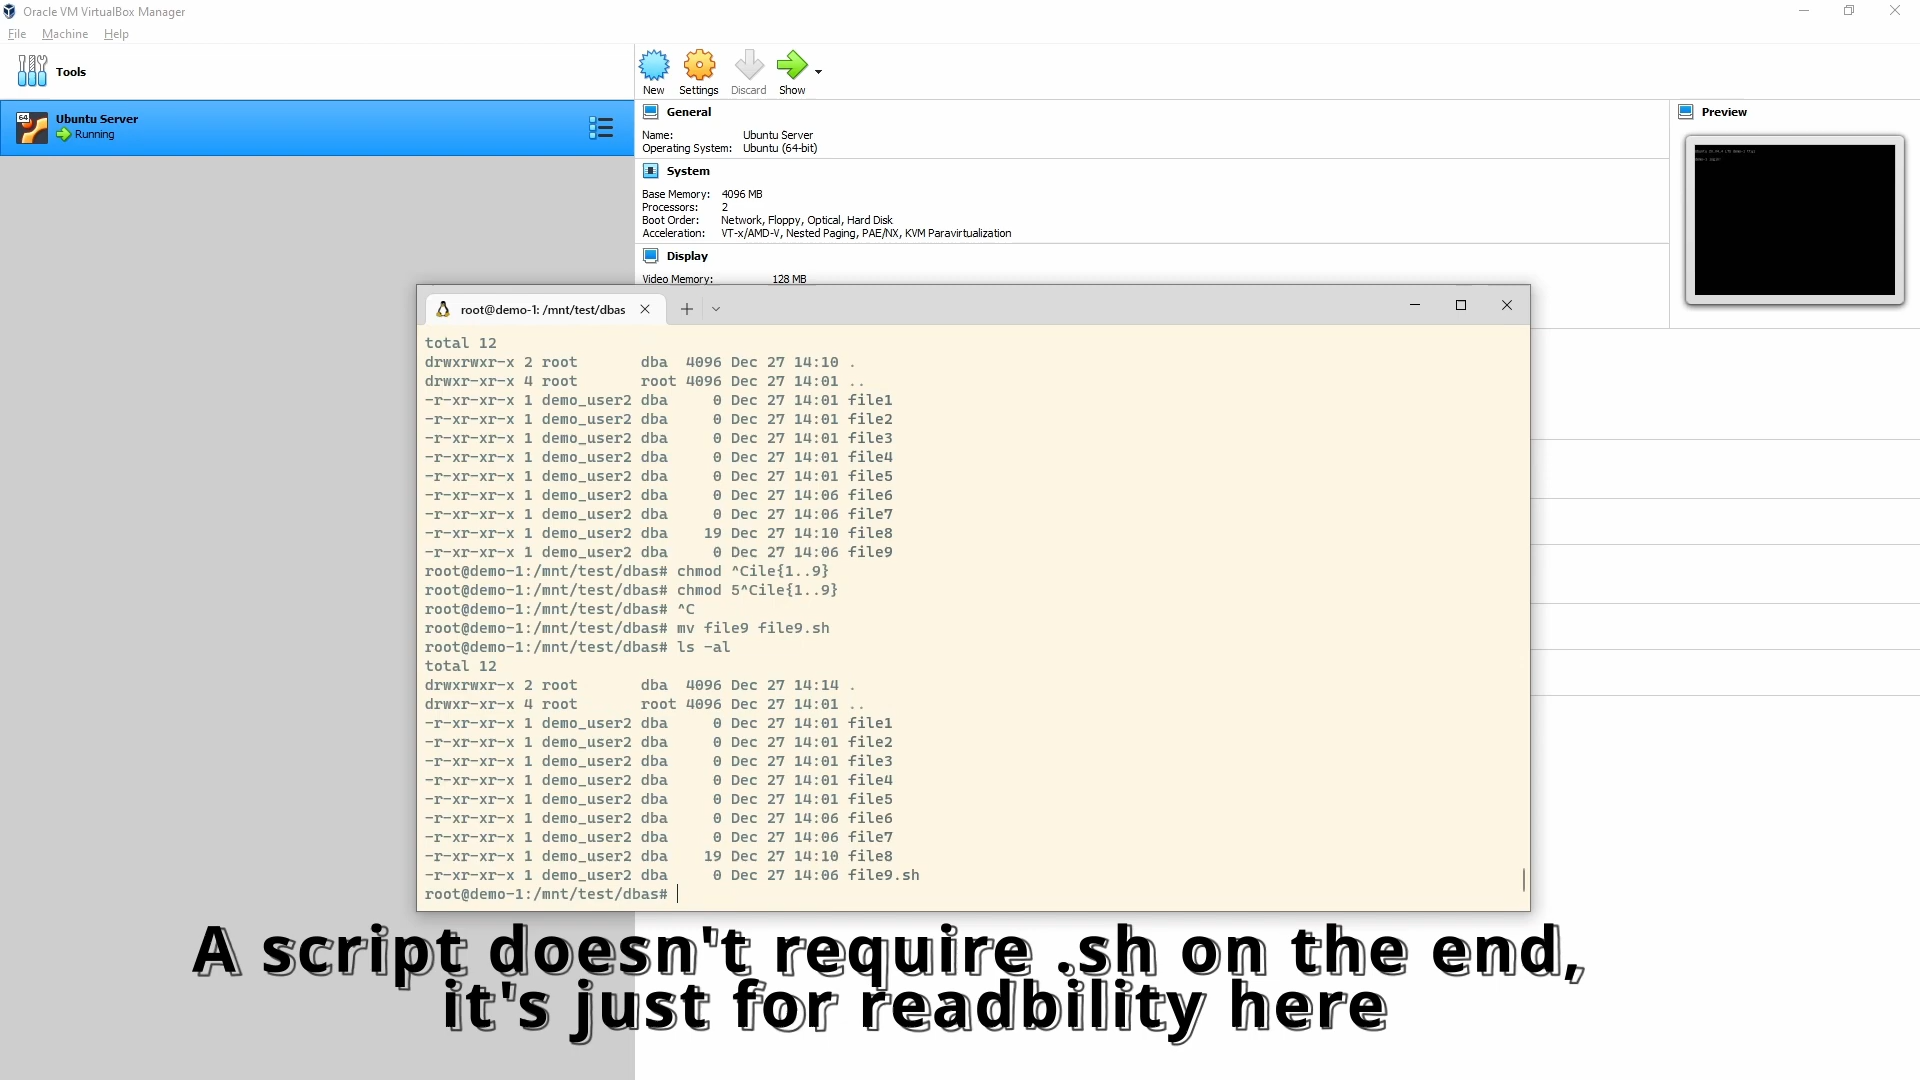 Oracle VM VirtualBox Manager
File Machine Help
Tools
New Settings Discard Show
64 Ubuntu Server
Running
General
Name: Ubuntu Server
Operating System: Ubuntu (64-bit)
System
Base Memory: 4096 MB
Processors: 2
Boot Order: Network, Floppy, Optical, Hard Disk
Acceleration: VT-x/AMD-V, Nested Paging, PAE/NX, KVM Paravirtualization
Display
Video Memory: 128 MB
Preview
root@demo-1: /mnt/test/dbas
total 12
drwxrwxr-x 2 root dba 4096 Dec 27 14:10 .
drwxr-xr-x 4 root root 4096 Dec 27 14:01 ..
-r-xr-xr-x 1 demo_user2 dba 0 Dec 27 14:01 file1
-r-xr-xr-x 1 demo_user2 dba 0 Dec 27 14:01 file2
-r-xr-xr-x 1 demo_user2 dba 0 Dec 27 14:01 file3
-r-xr-xr-x 1 demo_user2 dba 0 Dec 27 14:01 file4
-r-xr-xr-x 1 demo_user2 dba 0 Dec 27 14:01 file5
-r-xr-xr-x 1 demo_user2 dba 0 Dec 27 14:06 file6
-r-xr-xr-x 1 demo_user2 dba 0 Dec 27 14:06 file7
-r-xr-xr-x 1 demo_user2 dba 19 Dec 27 14:10 file8
-r-xr-xr-x 1 demo_user2 dba 0 Dec 27 14:06 file9
root@demo-1:/mnt/test/dbas# chmod ^Cile{1..9}
root@demo-1:/mnt/test/dbas# chmod 5^Cile{1..9}
root@demo-1:/mnt/test/dbas# ^C
root@demo-1:/mnt/test/dbas# mv file9 file9.sh
root@demo-1:/mnt/test/dbas# ls -al
total 12
drwxrwxr-x 2 root dba 4096 Dec 27 14:14 .
drwxr-xr-x 4 root root 4096 Dec 27 14:01 ..
-r-xr-xr-x 1 demo_user2 dba 0 Dec 27 14:01 file1
-r-xr-xr-x 1 demo_user2 dba 0 Dec 27 14:01 file2
-r-xr-xr-x 1 demo_user2 dba 0 Dec 27 14:01 file3
-r-xr-xr-x 1 demo_user2 dba 0 Dec 27 14:01 file4
-r-xr-xr-x 1 demo_user2 dba 0 Dec 27 14:01 file5
-r-xr-xr-x 1 demo_user2 dba 0 Dec 27 14:06 file6
-r-xr-xr-x 1 demo_user2 dba 0 Dec 27 14:06 file7
-r-xr-xr-x 1 demo_user2 dba 19 Dec 27 14:10 file8
-r-xr-xr-x 1 demo_user2 dba 0 Dec 27 14:06 file9.sh
root@demo-1:/mnt/test/dbas#
A script doesn't require .sh on the end,
it's just for readbility here